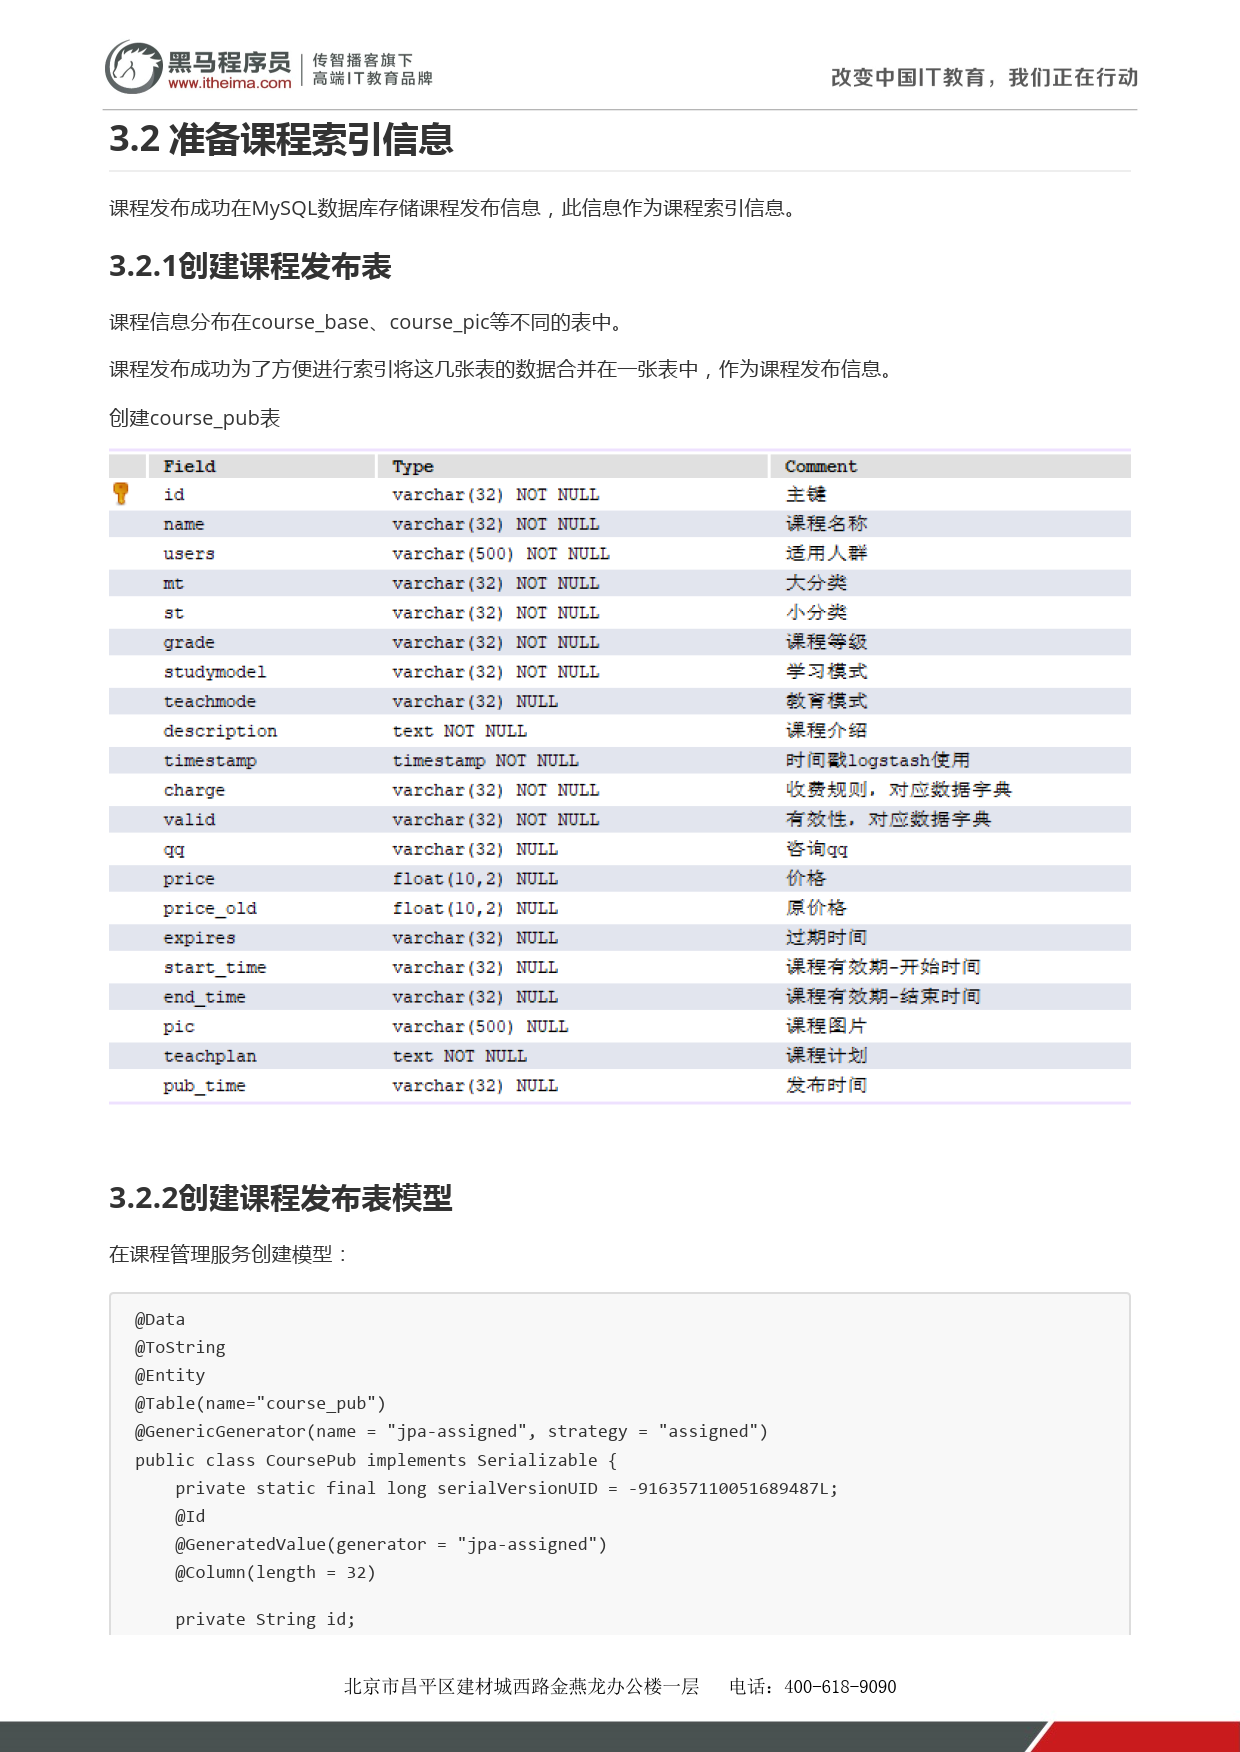 黑马程序员
www.itheima.com
传智播客旗下
高端IT教育品牌
改变中国IT教育，我们正在行动
3.2 准备课程索引信息
课程发布成功在MySQL数据库存储课程发布信息，此信息作为课程索引信息。
3.2.1创建课程发布表
课程信息分布在course_base、course_pic等不同的表中。
课程发布成功为了方便进行索引将这几张表的数据合并在一张表中，作为课程发布信息。
创建course_pub表
Field Type Comment
id varchar(32) NOT NULL 主键
name varchar(32) NOT NULL 课程名称
users varchar(500) NOT NULL 适用人群
mt varchar(32) NOT NULL 大分类
st varchar(32) NOT NULL 小分类
grade varchar(32) NOT NULL 课程等级
studymodel varchar(32) NOT NULL 学习模式
teachmode varchar(32) NULL 教育模式
description text NOT NULL 课程介绍
timestamp timestamp NOT NULL 时间戳logstash使用
charge varchar(32) NOT NULL 收费规则，对应数据字典
valid varchar(32) NOT NULL 有效性，对应数据字典
qq varchar(32) NULL 咨询qq
price float(10,2) NULL 价格
price_old float(10,2) NULL 原价格
expires varchar(32) NULL 过期时间
start_time varchar(32) NULL 课程有效期-开始时间
end_time varchar(32) NULL 课程有效期-结束时间
pic varchar(500) NULL 课程图片
teachplan text NOT NULL 课程计划
pub_time varchar(32) NULL 发布时间
3.2.2创建课程发布表模型
在课程管理服务创建模型：
@Data
@ToString
@Entity
@Table(name="course_pub")
@GenericGenerator(name = "jpa-assigned", strategy = "assigned")
public class CoursePub implements Serializable {
    private static final long serialVersionUID = -916357110051689487L;
    @Id
    @GeneratedValue(generator = "jpa-assigned")
    @Column(length = 32)
    private String id;
北京市昌平区建材城西路金燕龙办公楼一层 电话：400-618-9090